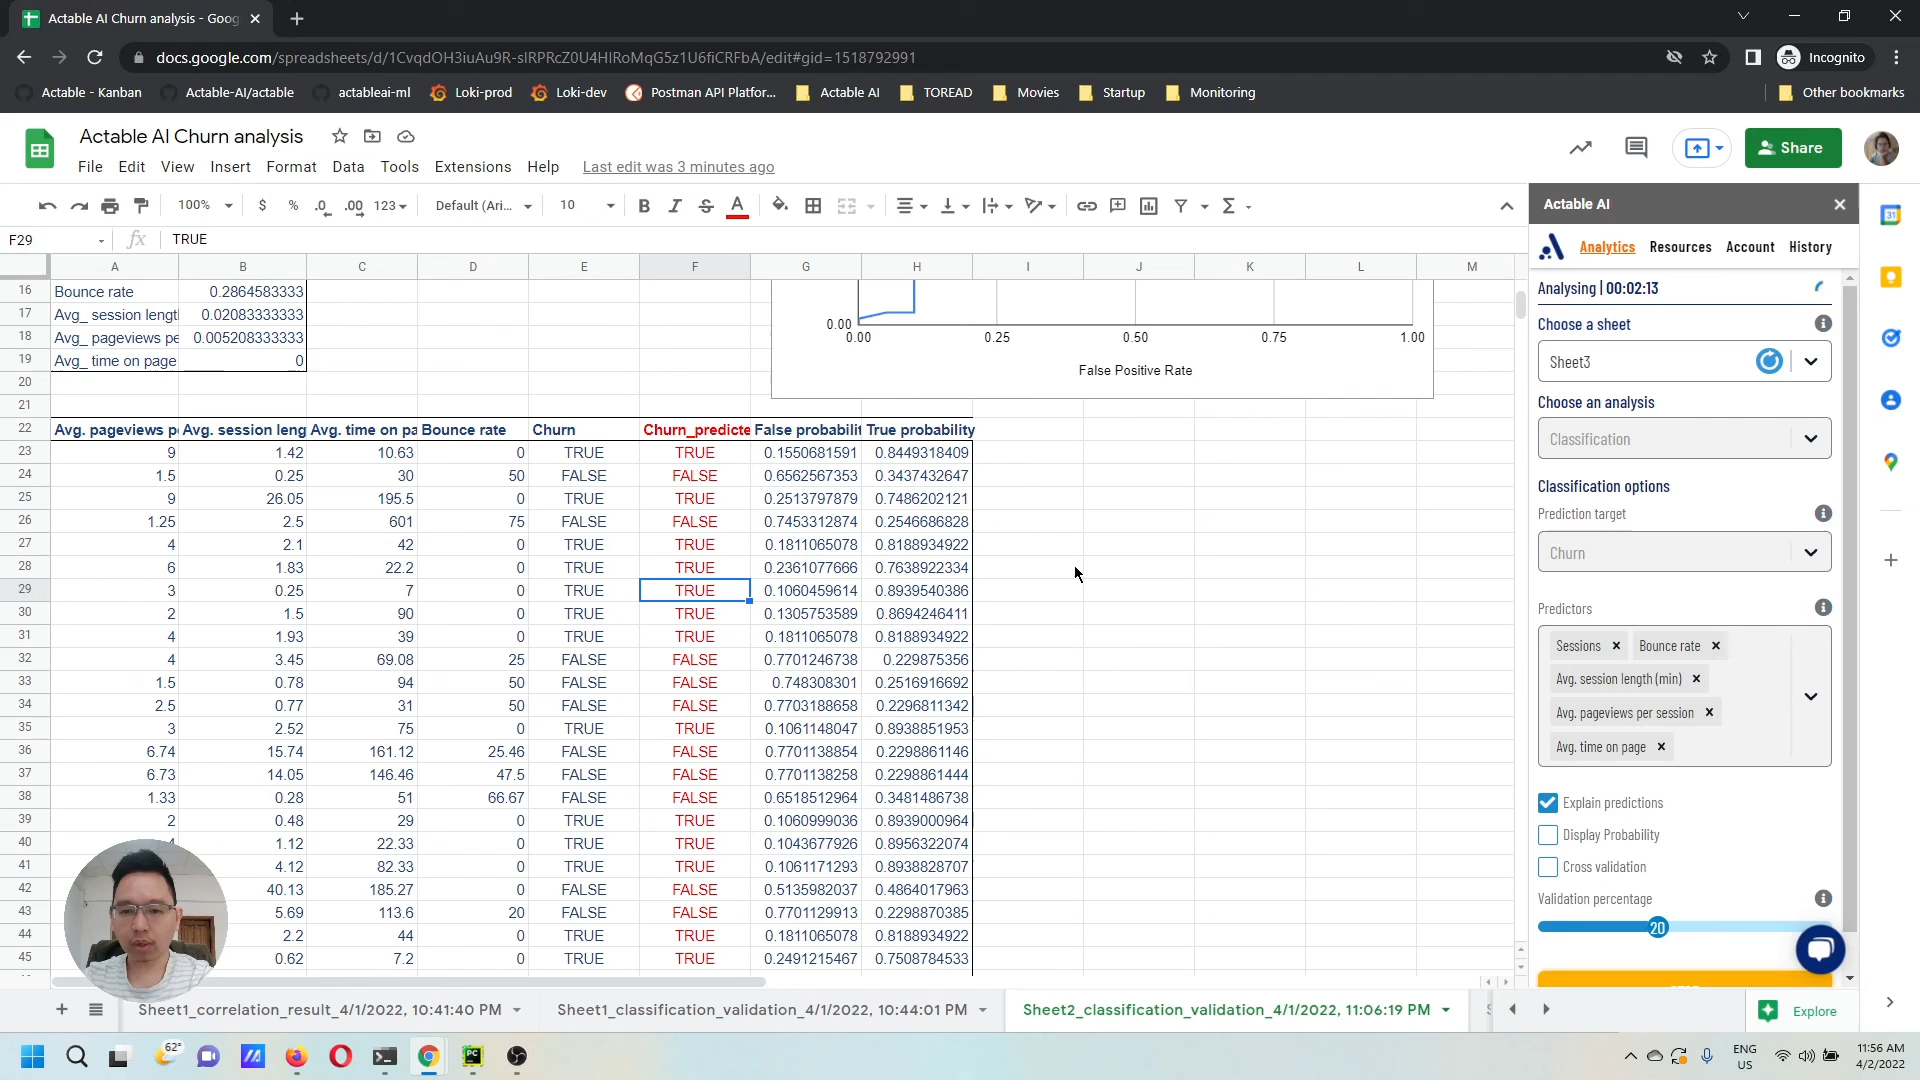 Actable AI Churn analysis - Goog
docs.google.com/spreadsheets/d/1CvqdOH3iuAu9R-slRPRcZ0U4HlRoMqG5z1U6fiCRFbA/edit#gid=1518792991
Incognito
Actable - Kanban Actable-AI/actable actableai-ml Loki-prod Loki-dev Postman API Platfor... Actable AI TOREAD Movies Startup Monitoring Other bookmarks
Actable AI Churn analysis
File Edit View Insert Format Data Tools Extensions Help Last edit was 3 minutes ago
Share
100% $ % .0 .00 123 Default (Ari... 10 B I S A Σ
F29 fx TRUE
A B C D E F G H I J K L M
16 Bounce rate 0.2864583333
17 Avg_ session lengt 0.02083333333
18 Avg_ pageviews pe 0.005208333333
19 Avg_ time on page 0
20
21
0.00
0.00 0.25 0.50 0.75 1.00
False Positive Rate
22 Avg. pageviews p Avg. session leng Avg. time on pa Bounce rate Churn Churn_predicte False probabilit True probability
23 9 1.42 10.63 0 TRUE TRUE 0.1550681591 0.8449318409
24 1.5 0.25 30 50 FALSE FALSE 0.6562567353 0.3437432647
25 9 26.05 195.5 0 TRUE TRUE 0.2513797879 0.7486202121
26 1.25 2.5 601 75 FALSE FALSE 0.7453312874 0.2546686828
27 4 2.1 42 0 TRUE TRUE 0.1811065078 0.8188934922
28 6 1.83 22.2 0 TRUE TRUE 0.2361077666 0.7638922334
29 3 0.25 7 0 TRUE TRUE 0.1060459614 0.8939540386
30 2 1.5 90 0 TRUE TRUE 0.1305753589 0.8694246411
31 4 1.93 39 0 TRUE TRUE 0.1811065078 0.8188934922
32 4 3.45 69.08 25 FALSE FALSE 0.7701246738 0.229875356
33 1.5 0.78 94 50 FALSE FALSE 0.748308301 0.2516916692
34 2.5 0.77 31 50 FALSE FALSE 0.7703188658 0.2296811342
35 3 2.52 75 0 TRUE TRUE 0.1061148047 0.8938851953
36 6.74 15.74 161.12 25.46 FALSE FALSE 0.7701138854 0.2298861146
37 6.73 14.05 146.46 47.5 FALSE FALSE 0.7701138258 0.2298861444
38 1.33 0.28 51 66.67 FALSE FALSE 0.6518512964 0.3481486738
39 2 0.48 29 0 TRUE TRUE 0.1060999036 0.8939000964
40 1.12 22.33 0 TRUE TRUE 0.1043677926 0.8956322074
41 4.12 82.33 0 TRUE TRUE 0.1061171293 0.8938828707
42 40.13 185.27 0 FALSE FALSE 0.5135982037 0.4864017963
43 5.69 113.6 20 FALSE FALSE 0.7701129913 0.2298870385
44 2.2 44 0 TRUE TRUE 0.1811065078 0.8188934922
45 0.62 7.2 0 TRUE TRUE 0.2491215467 0.7508784533
Sheet1_correlation_result_4/1/2022, 10:41:40 PM Sheet1_classification_validation_4/1/2022, 10:44:01 PM Sheet2_classification_validation_4/1/2022, 11:06:19 PM Explore
Actable AI
Analytics Resources Account History
Analysing | 00:02:13
Choose a sheet
Sheet3
Choose an analysis
Classification
Classification options
Prediction target
Churn
Predictors
Sessions Bounce rate
Avg. session length (min)
Avg. pageviews per session
Avg. time on page
Explain predictions
Display Probability
Cross validation
Validation percentage
20
31
62°
PC
ENG
US
11:56 AM
4/2/2022